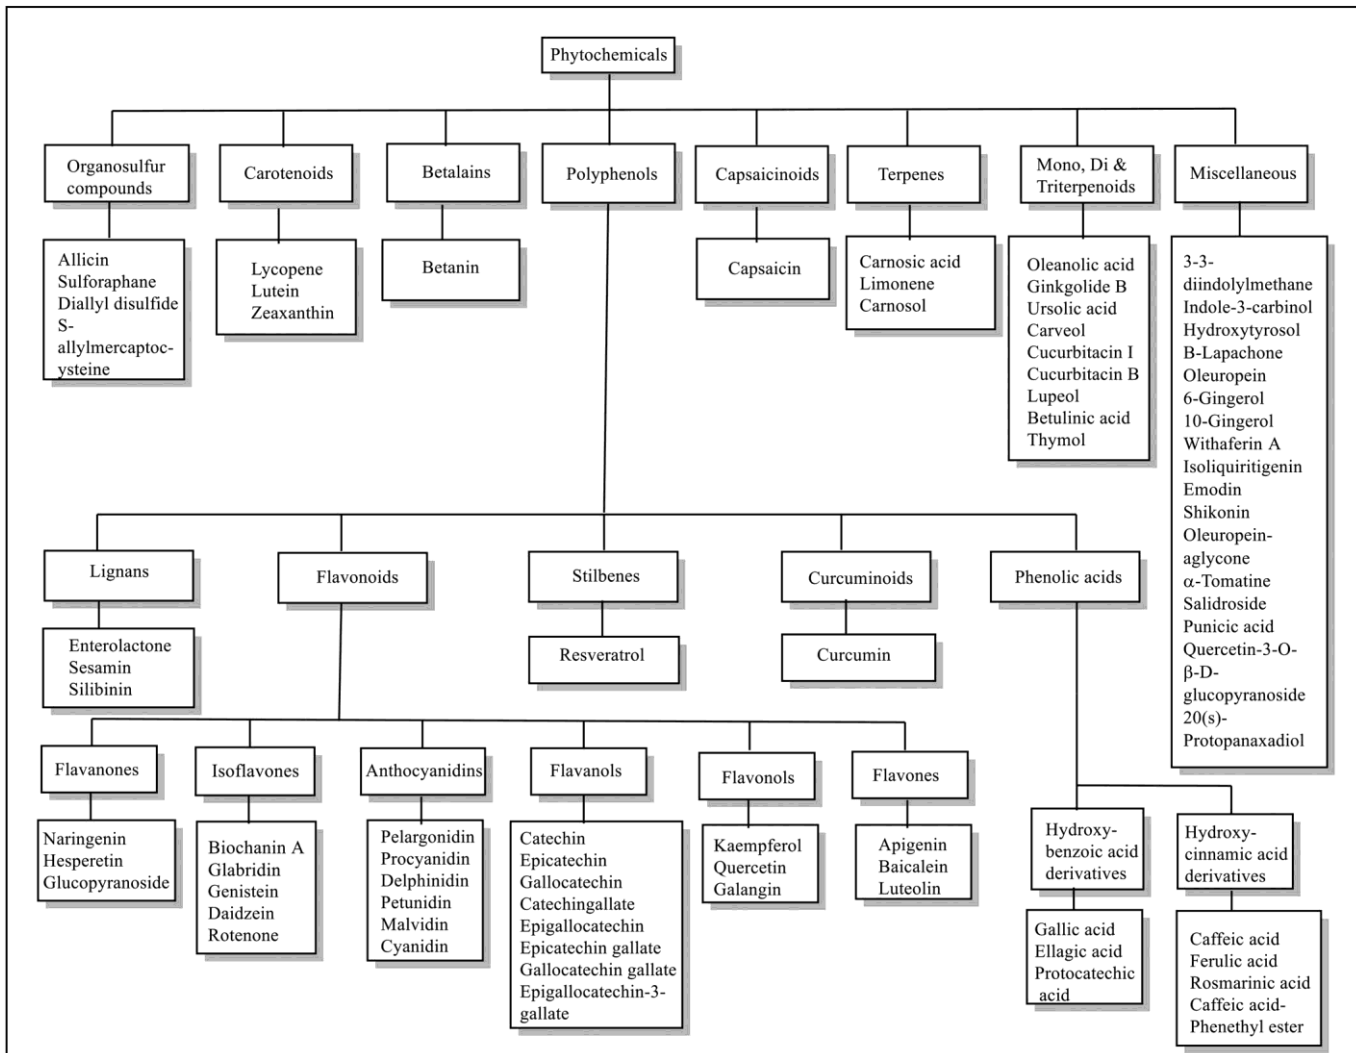 Phytochemicals
Organosulfur
compounds
Carotenoids
Betalains
Polyphenols
Capsaicinoids
Terpenes
Mono, Di &
Triterpenoids
Miscellaneous
Allicin
Sulforaphane
Diallyl disulfide
S-
allylmercaptoc-
ysteine
Lycopene
Lutein
Zeaxanthin
Betanin
Capsaicin
Carnosic acid
Limonene
Carnosol
Oleanolic acid
Ginkgolide B
Ursolic acid
Carveol
Cucurbitacin I
Cucurbitacin B
Lupeol
Betulinic acid
Thymol
3-3-
diindolylmethane
Indole-3-carbinol
Hydroxytyrosol
B-Lapachone
Oleuropein
6-Gingerol
10-Gingerol
Withaferin A
Isoliquiritigenin
Emodin
Shikonin
Oleuropein-
aglycone
α-Tomatine
Salidroside
Punicic acid
Quercetin-3-O-
β-D-
glucopyranoside
20(s)-
Protopanaxadiol
Lignans
Flavonoids
Stilbenes
Curcuminoids
Phenolic acids
Enterolactone
Sesamin
Silibinin
Resveratrol
Curcumin
Flavanones
Isoflavones
Anthocyanidins
Flavanols
Flavonols
Flavones
Naringenin
Hesperetin
Glucopyranoside
Biochanin A
Glabridin
Genistein
Daidzein
Rotenone
Pelargonidin
Procyanidin
Delphinidin
Petunidin
Malvidin
Cyanidin
Catechin
Epicatechin
Gallocatechin
Catechingallate
Epigallocatechin
Epicatechin gallate
Gallocatechin gallate
Epigallocatechin-3-
gallate
Kaempferol
Quercetin
Galangin
Apigenin
Baicalein
Luteolin
Hydroxy-
benzoic acid
derivatives
Hydroxy-
cinnamic acid
derivatives
Gallic acid
Ellagic acid
Protocatechic
acid
Caffeic acid
Ferulic acid
Rosmarinic acid
Caffeic acid-
Phenethyl ester